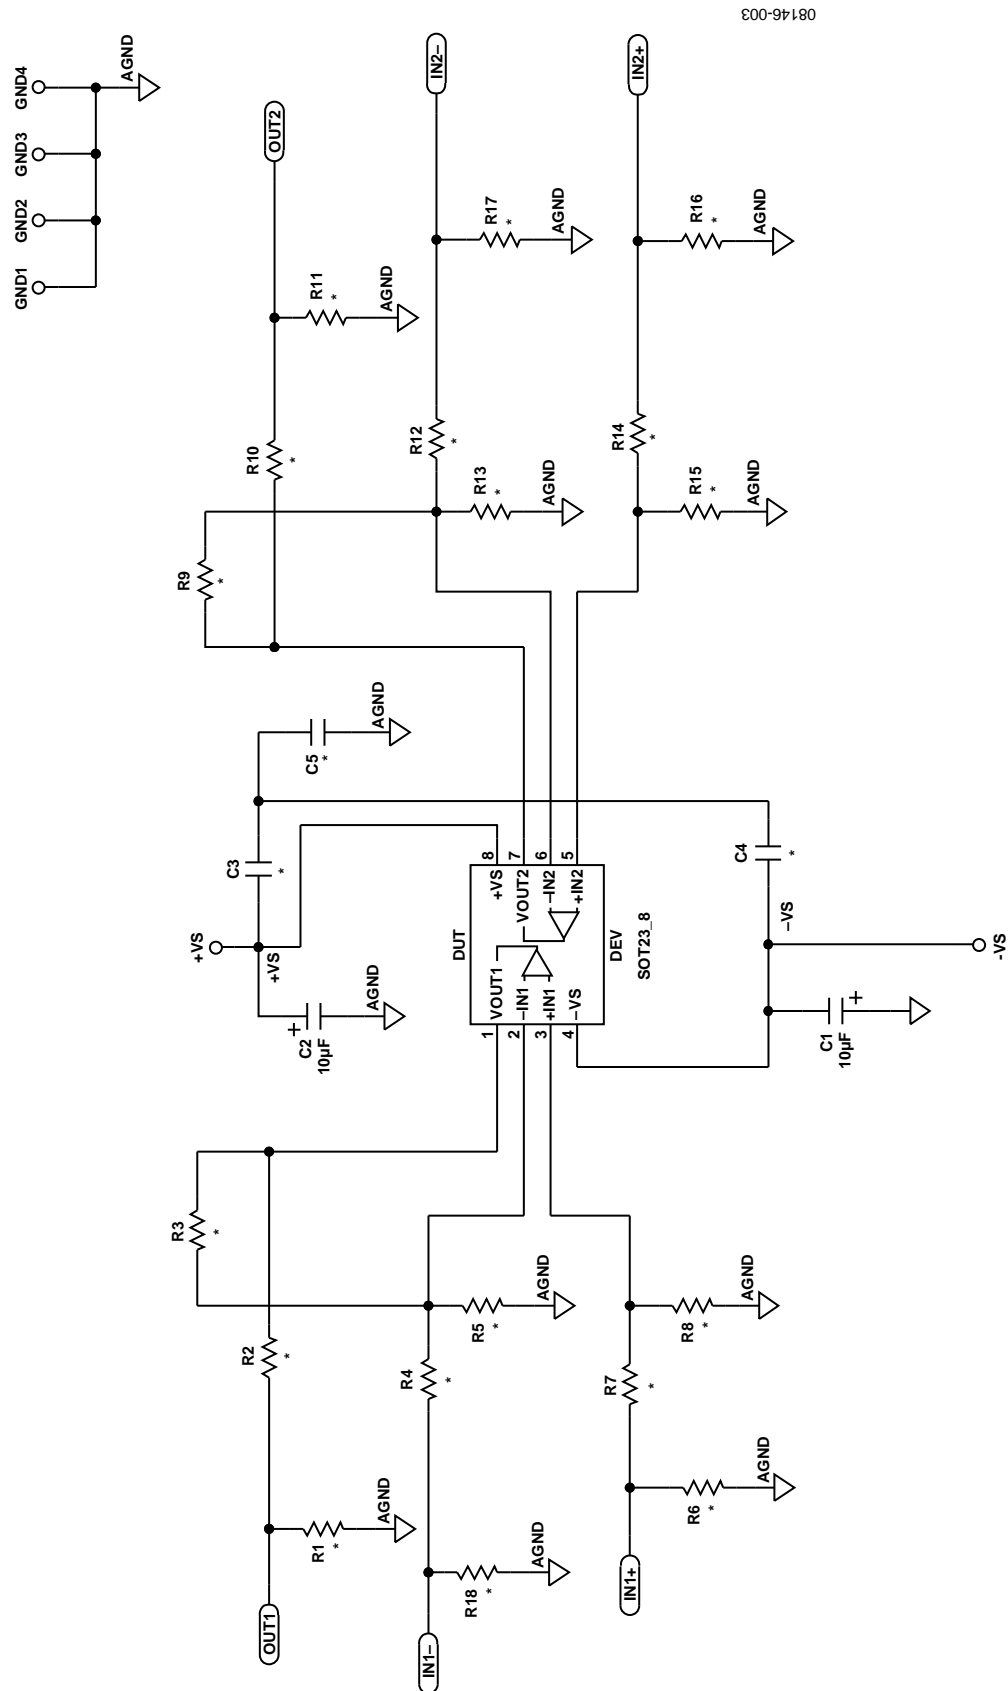 08146-003
GND1
GND2
GND3
GND4
AGND
OUT2
IN2–
IN2+
R10
*
R11
*
AGND
R17
*
AGND
R16
*
AGND
R12
*
R13
*
AGND
R14
*
R15
*
AGND
R9
*
C5
*
AGND
C3
*
+VS
+VS
C2
+
10µF
AGND
DUT
8
+VS
7
VOUT2
6
–IN2
5
+IN2
VOUT1
1
–IN1
2
+IN1
3
–VS
4
DEV
SOT23_8
C4
*
–VS
-VS
C1
+
10µF
R3
*
R2
*
R1
*
AGND
OUT1
R5
*
AGND
R4
*
R18
*
AGND
IN1–
R8
*
AGND
R7
*
R6
*
AGND
IN1+